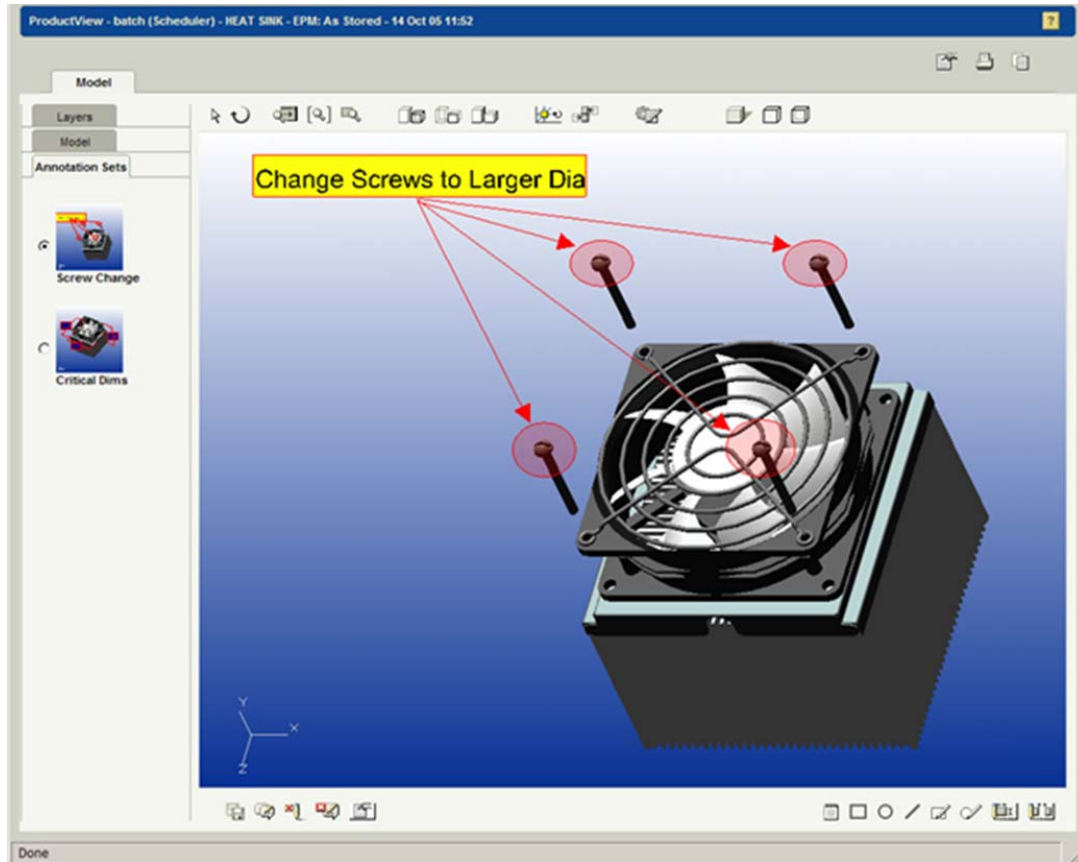 ProductView - batch (Scheduler) - HEAT SINK - EPM: As Stored - 14 Oct 05 11:52
?
Model
Layers
Model
Annotation Sets
Screw Change
Critical Dims
Change Screws to Larger Dia
Y
X
Z
Done